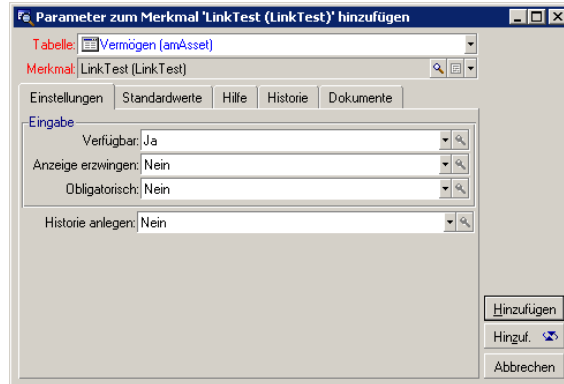 Parameter zum Merkmal 'LinkTest (LinkTest)' hinzufügen
Tabelle: Vermögen (amAsset)
Merkmal: LinkTest (LinkTest)
Einstellungen Standardwerte Hilfe Historie Dokumente
Eingabe
Verfügbar: Ja
Anzeige erzwingen: Nein
Obligatorisch: Nein
Historie anlegen: Nein
Hinzufügen
Hinzuf.
Abbrechen